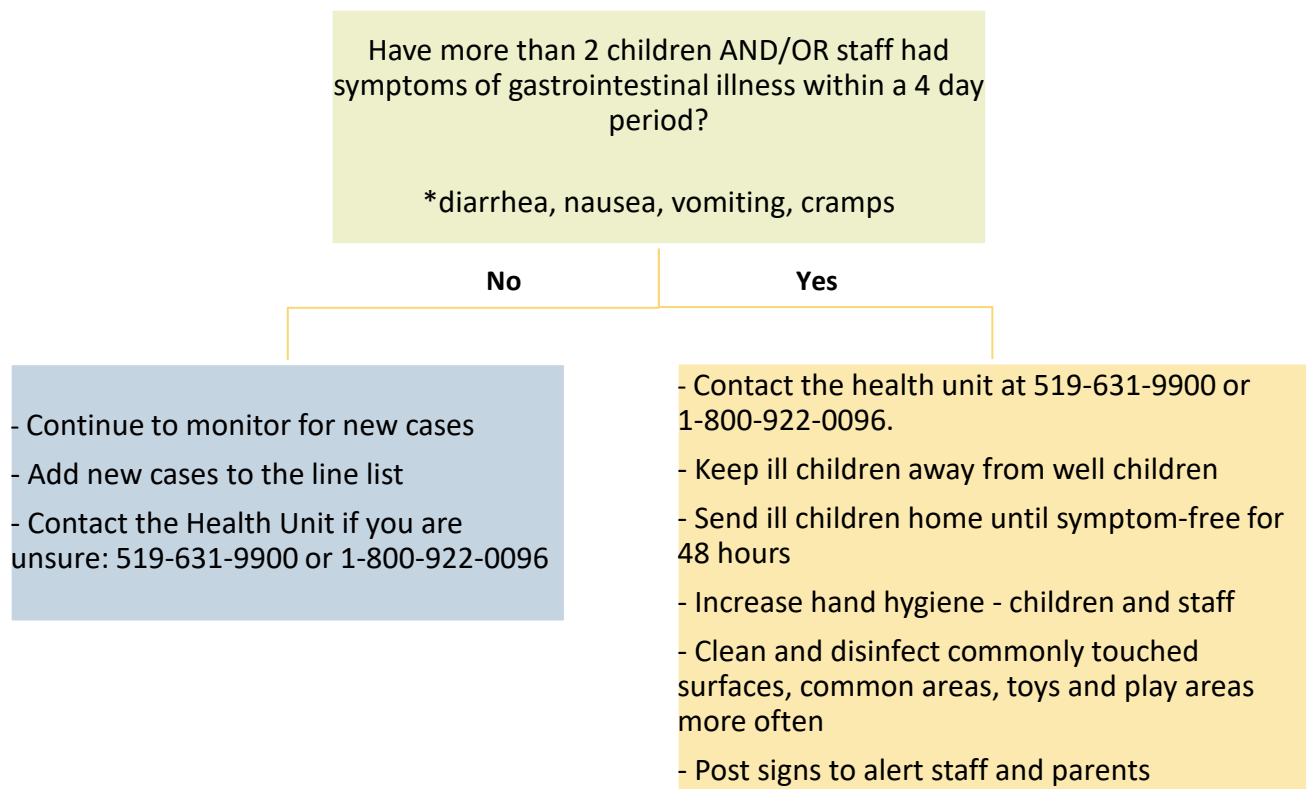 Have more than 2 children AND/OR staff had
symptoms of gastrointestinal illness within a 4 day
period?
*diarrhea, nausea, vomiting, cramps
No
Yes
- Continue to monitor for new cases
- Add new cases to the line list
- Contact the Health Unit if you are
unsure: 519-631-9900 or 1-800-922-0096
- Contact the health unit at 519-631-9900 or
1-800-922-0096.
- Keep ill children away from well children
- Send ill children home until symptom-free for
48 hours
- Increase hand hygiene - children and staff
- Clean and disinfect commonly touched
surfaces, common areas, toys and play areas
more often
- Post signs to alert staff and parents